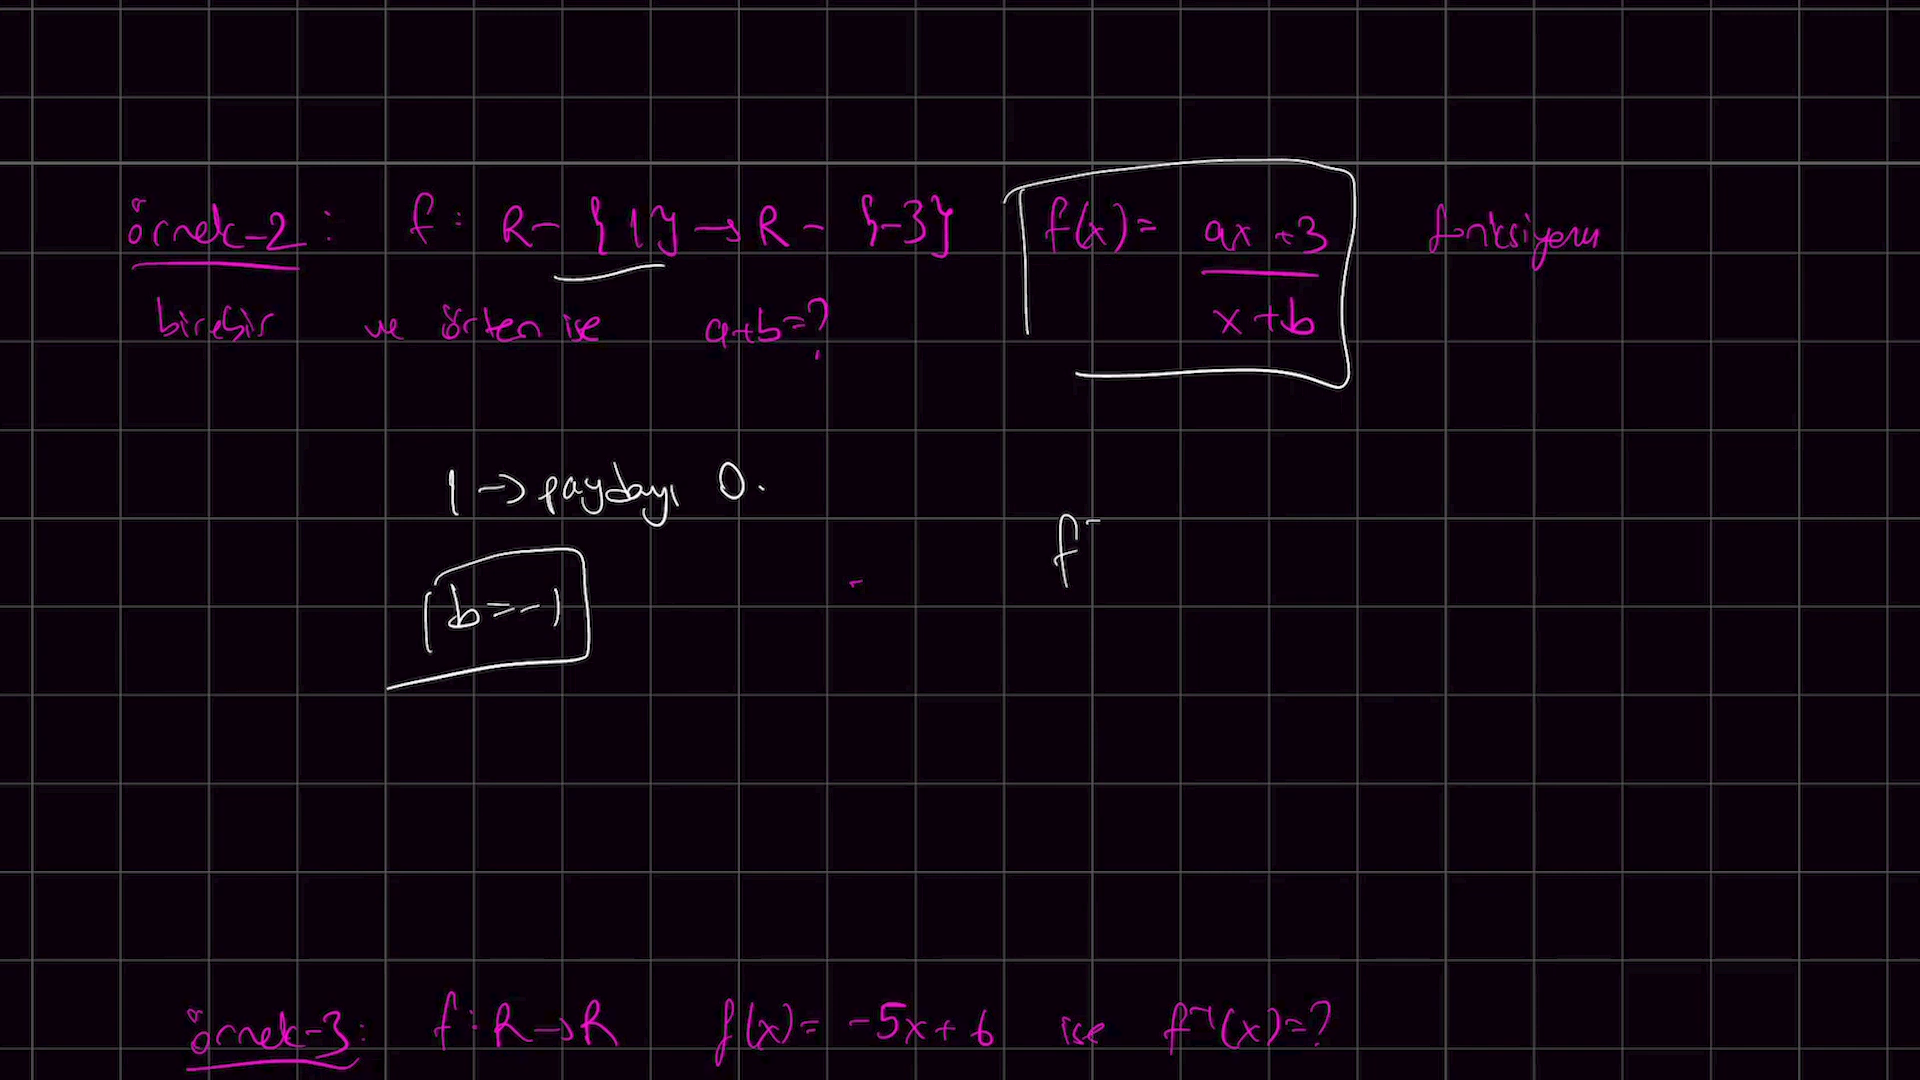 örnek-2: f: R-{1}→R-{-3} f(x)= ax+3 / x+b fonksiyonu
birebir ve örten ise a+b=?
1 → paydayı 0.
b=-1
f-
örnek-3: f:R→R f(x)= -5x+6 ise f⁻¹(x)=?